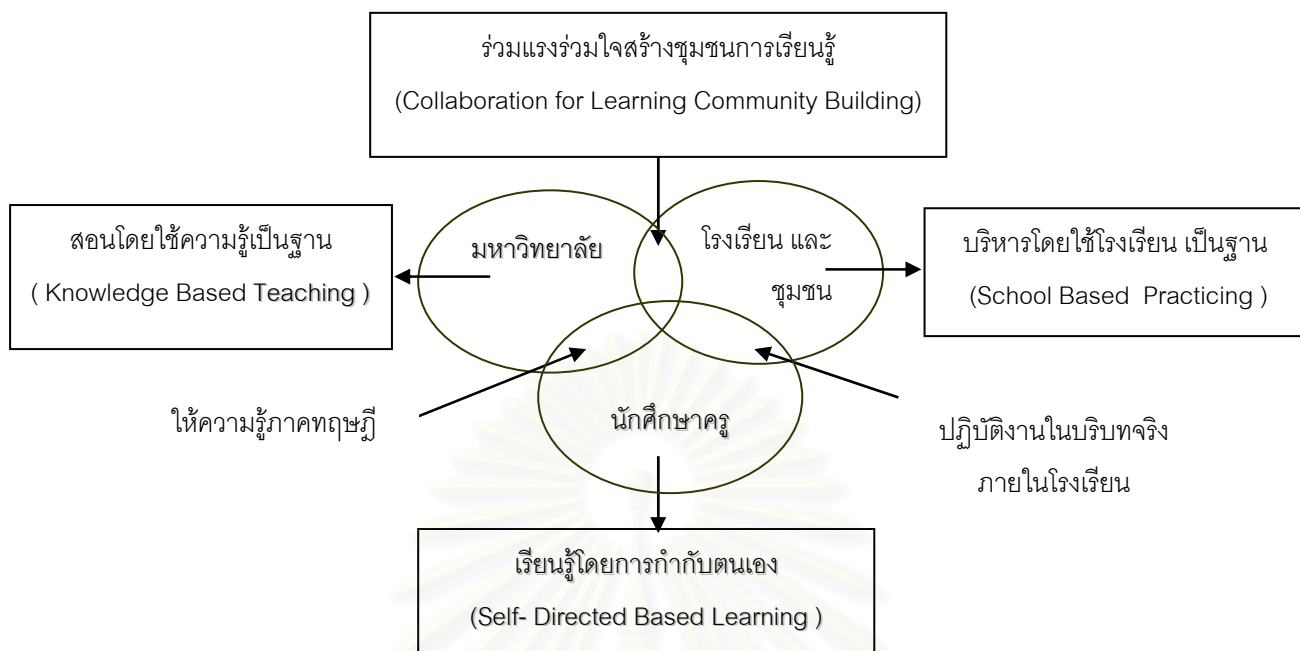 ร่วมแรงร่วมใจสร้างชุมชนการเรียนรู้
(Collaboration for Learning Community Building)
สอนโดยใช้ความรู้เป็นฐาน
( Knowledge Based Teaching )
มหาวิทยาลัย
โรงเรียน และ
ชุมชน
บริหารโดยใช้โรงเรียน เป็นฐาน
(School Based Practicing )
ให้ความรู้ภาคทฤษฎี
นักศึกษาครู
ปฏิบัติงานในบริบทจริง
ภายในโรงเรียน
เรียนรู้โดยการกำกับตนเอง
(Self- Directed Based Learning )